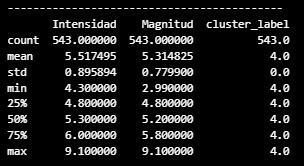 ----------------------------------------
Intensidad Magnitud cluster_label
count 543.000000 543.000000 543.0
mean 5.517495 5.314825 4.0
std 0.895894 0.779900 0.0
min 4.300000 2.990000 4.0
25% 4.800000 4.800000 4.0
50% 5.300000 5.200000 4.0
75% 6.000000 5.800000 4.0
max 9.100000 9.100000 4.0